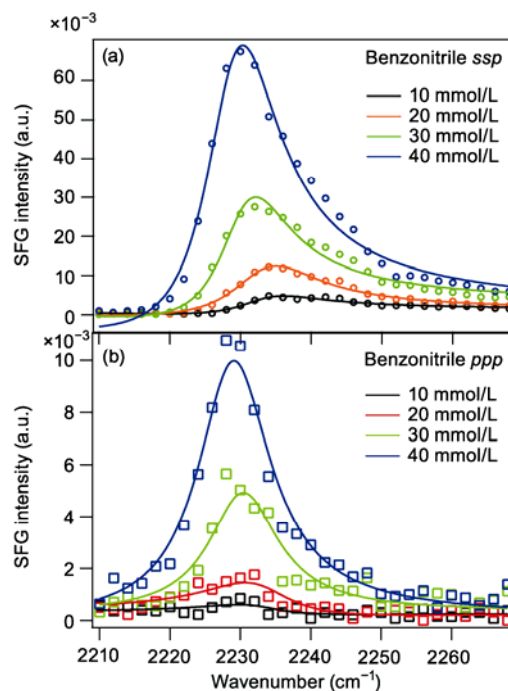 ×10⁻³
(a)
Benzonitrile ssp
10 mmol/L
20 mmol/L
30 mmol/L
40 mmol/L
60
50
40
30
20
10
0
SFG intensity (a.u.)
×10⁻³
(b)
Benzonitrile ppp
10 mmol/L
20 mmol/L
30 mmol/L
40 mmol/L
10
8
6
4
2
0
SFG intensity (a.u.)
2210 2220 2230 2240 2250 2260
Wavenumber (cm⁻¹)